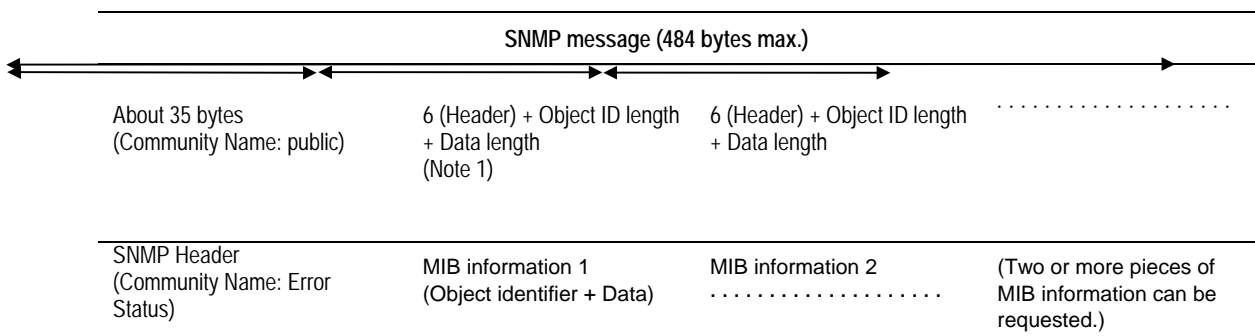 SNMP message (484 bytes max.)
About 35 bytes
(Community Name: public)
6 (Header) + Object ID length
+ Data length
(Note 1)
6 (Header) + Object ID length
+ Data length
. . . . . . . . . . . . . . . . . . . .
SNMP Header
(Community Name: Error
Status)
MIB information 1
(Object identifier + Data)
MIB information 2
. . . . . . . . . . . . . . . . . . . . .
(Two or more pieces of
MIB information can be
requested.)